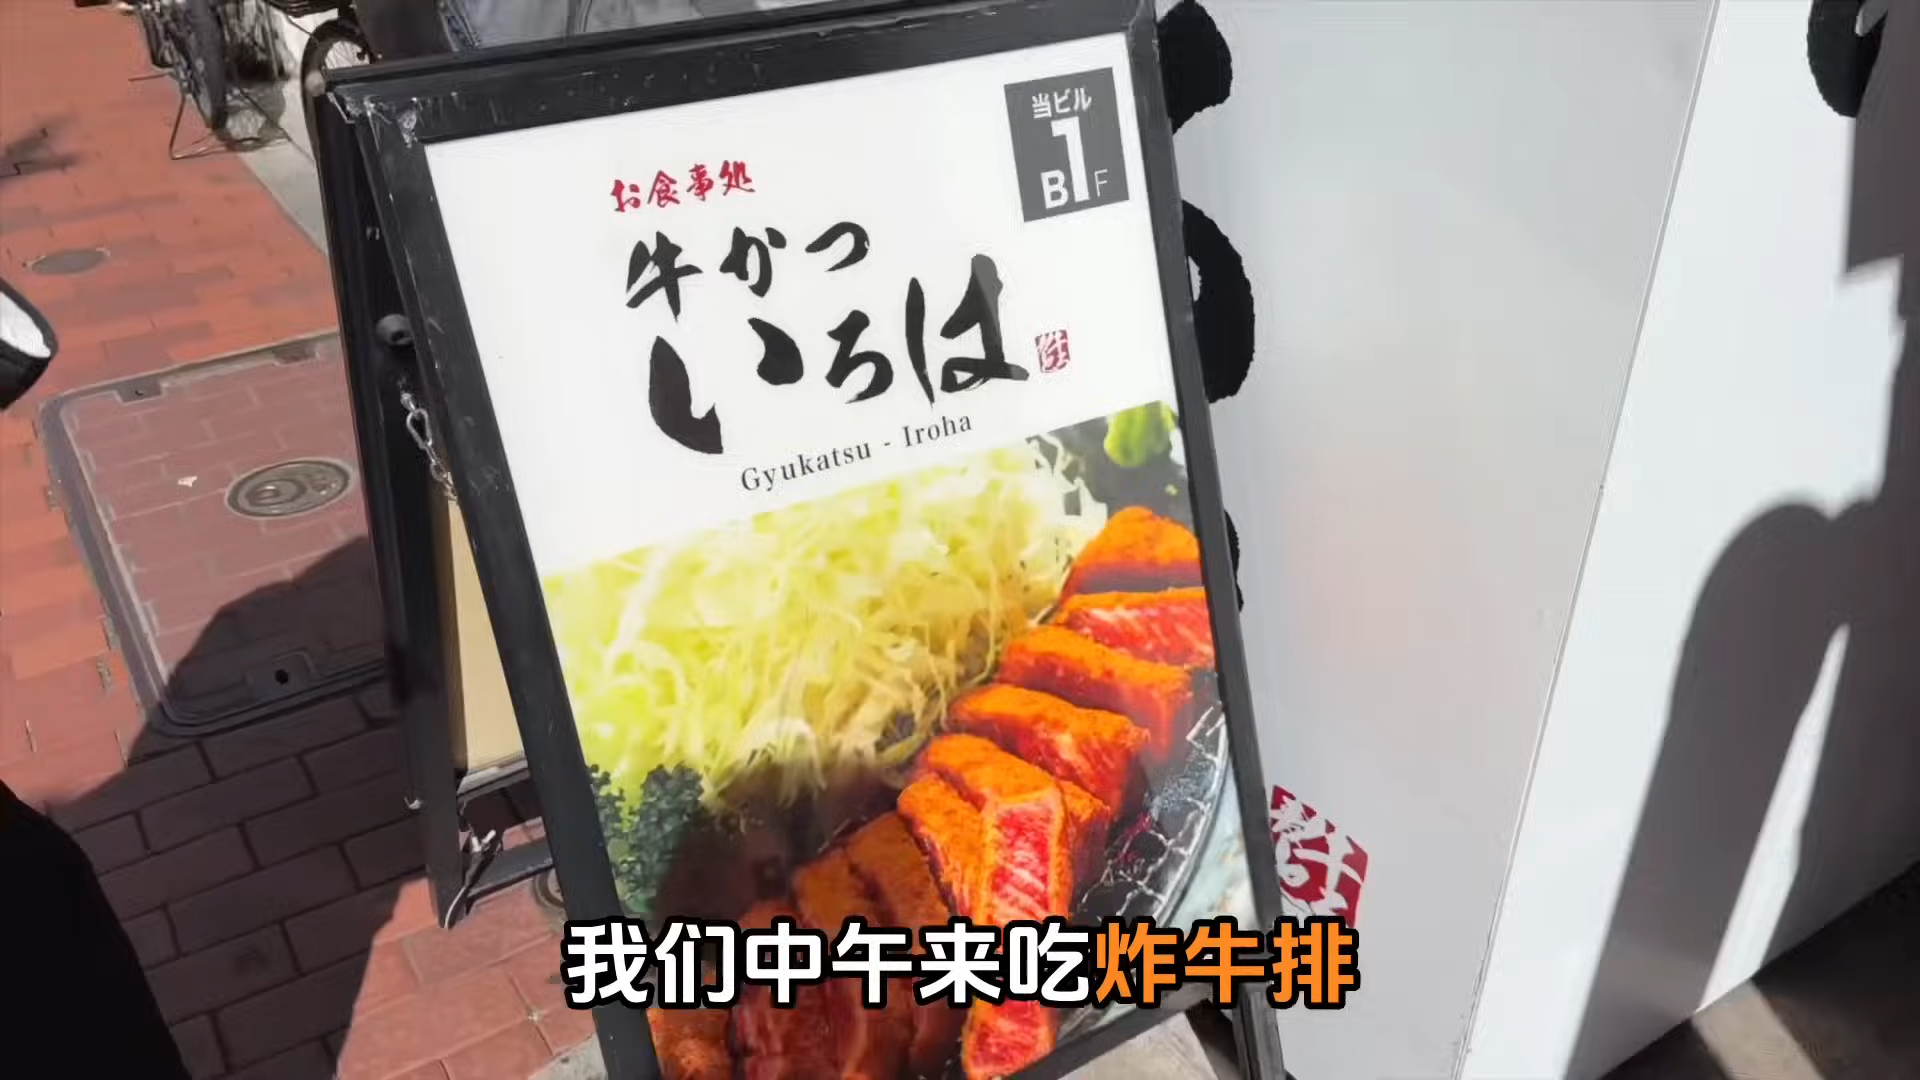 当ビル
B1F
お食事処
牛かつ
いろは
Gyukatsu - Iroha
我们中午来吃炸牛排